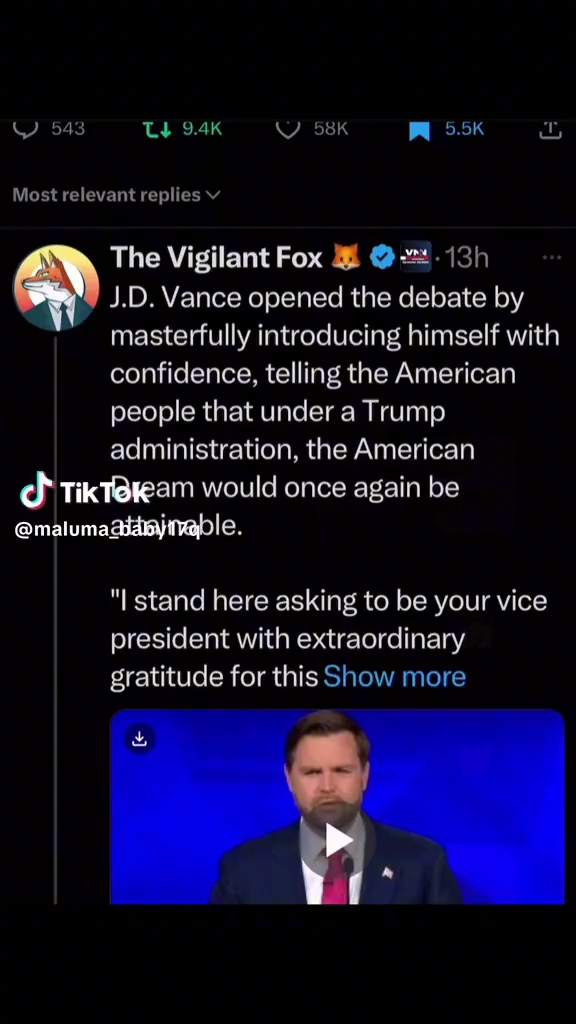 543 9.4K 58K 5.5K
Most relevant replies
The Vigilant Fox 🦊 VNN · 13h
J.D. Vance opened the debate by
masterfully introducing himself with
confidence, telling the American
people that under a Trump
administration, the American
Dream would once again be
attainable.
TikTok
@maluma_baby17q
"I stand here asking to be your vice
president with extraordinary
gratitude for this Show more